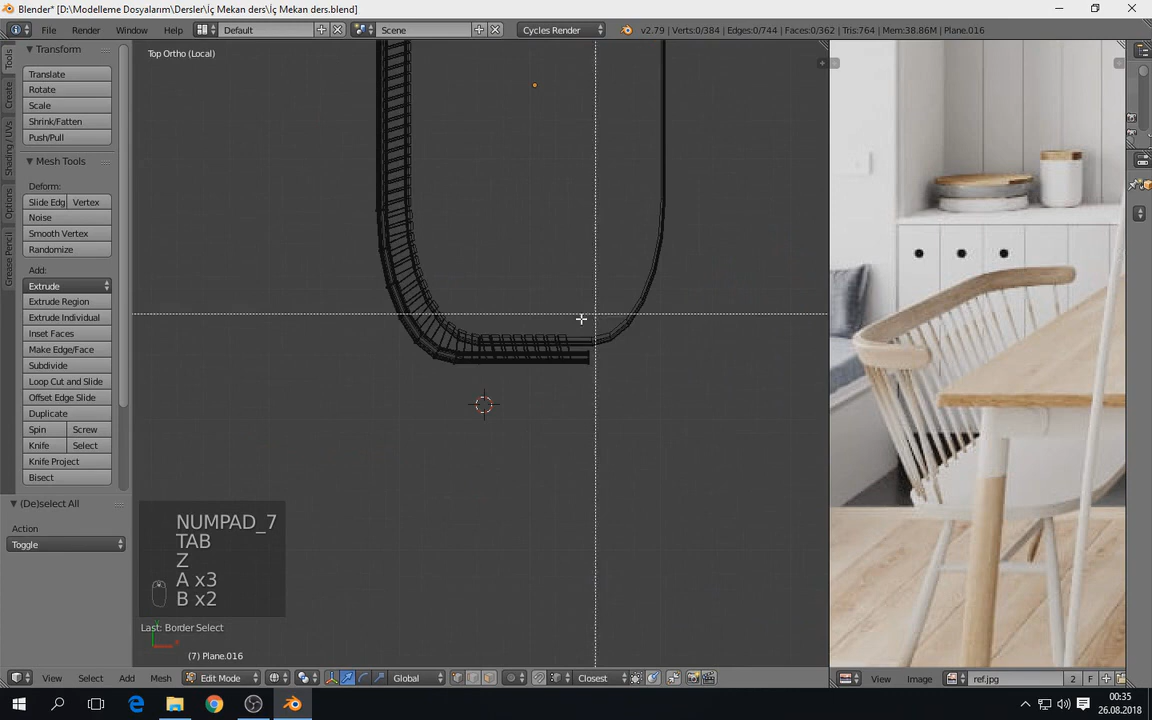 Blender* [D:\Modelleme Dosyalarım\Dersler\İç Mekan ders\İç Mekan ders.blend]
File Render Window Help Default Scene Cycles Render v2.79 | Verts:0/384 | Edges:0/744 | Faces:0/362 | Tris:764 | Mem:38.86M | Plane.016
Tools
Create
Shading / UVs
Options
Grease Pencil
Transform
Translate
Rotate
Scale
Shrink/Fatten
Push/Pull
Mesh Tools
Deform:
Slide Edg Vertex
Noise
Smooth Vertex
Randomize
Add:
Extrude
Extrude Region
Extrude Individual
Inset Faces
Make Edge/Face
Subdivide
Loop Cut and Slide
Offset Edge Slide
Duplicate
Spin Screw
Knife Select
Knife Project
Bisect
(De)select All
Action
Toggle
Top Ortho (Local)
NUMPAD_7
TAB
Z
A x3
B x2
Last: Border Select
(7) Plane.016
View Select Add Mesh Edit Mode Global Closest
View Image ref.jpg 2 F
00:35
26.08.2018